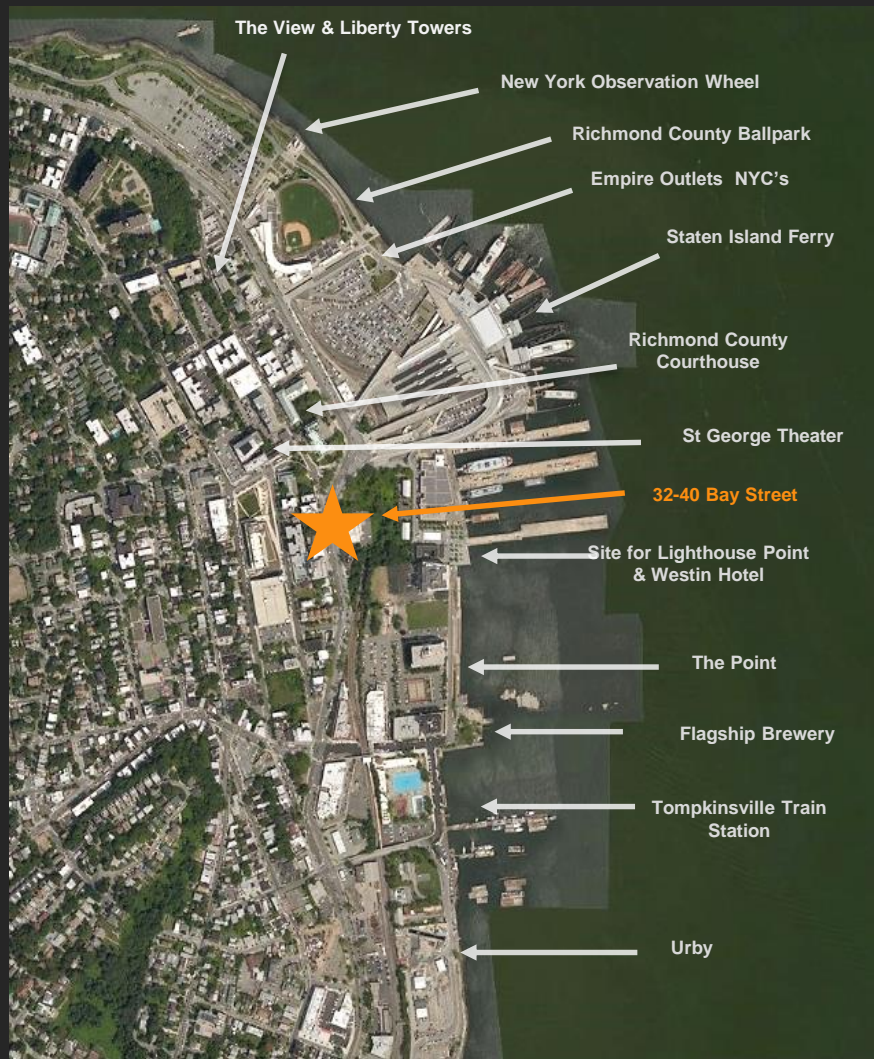 The View & Liberty Towers
New York Observation Wheel
Richmond County Ballpark
Empire Outlets NYC's
Staten Island Ferry
Richmond County
Courthouse
St George Theater
32-40 Bay Street
Site for Lighthouse Point
& Westin Hotel
The Point
Flagship Brewery
Tompkinsville Train
Station
Urby